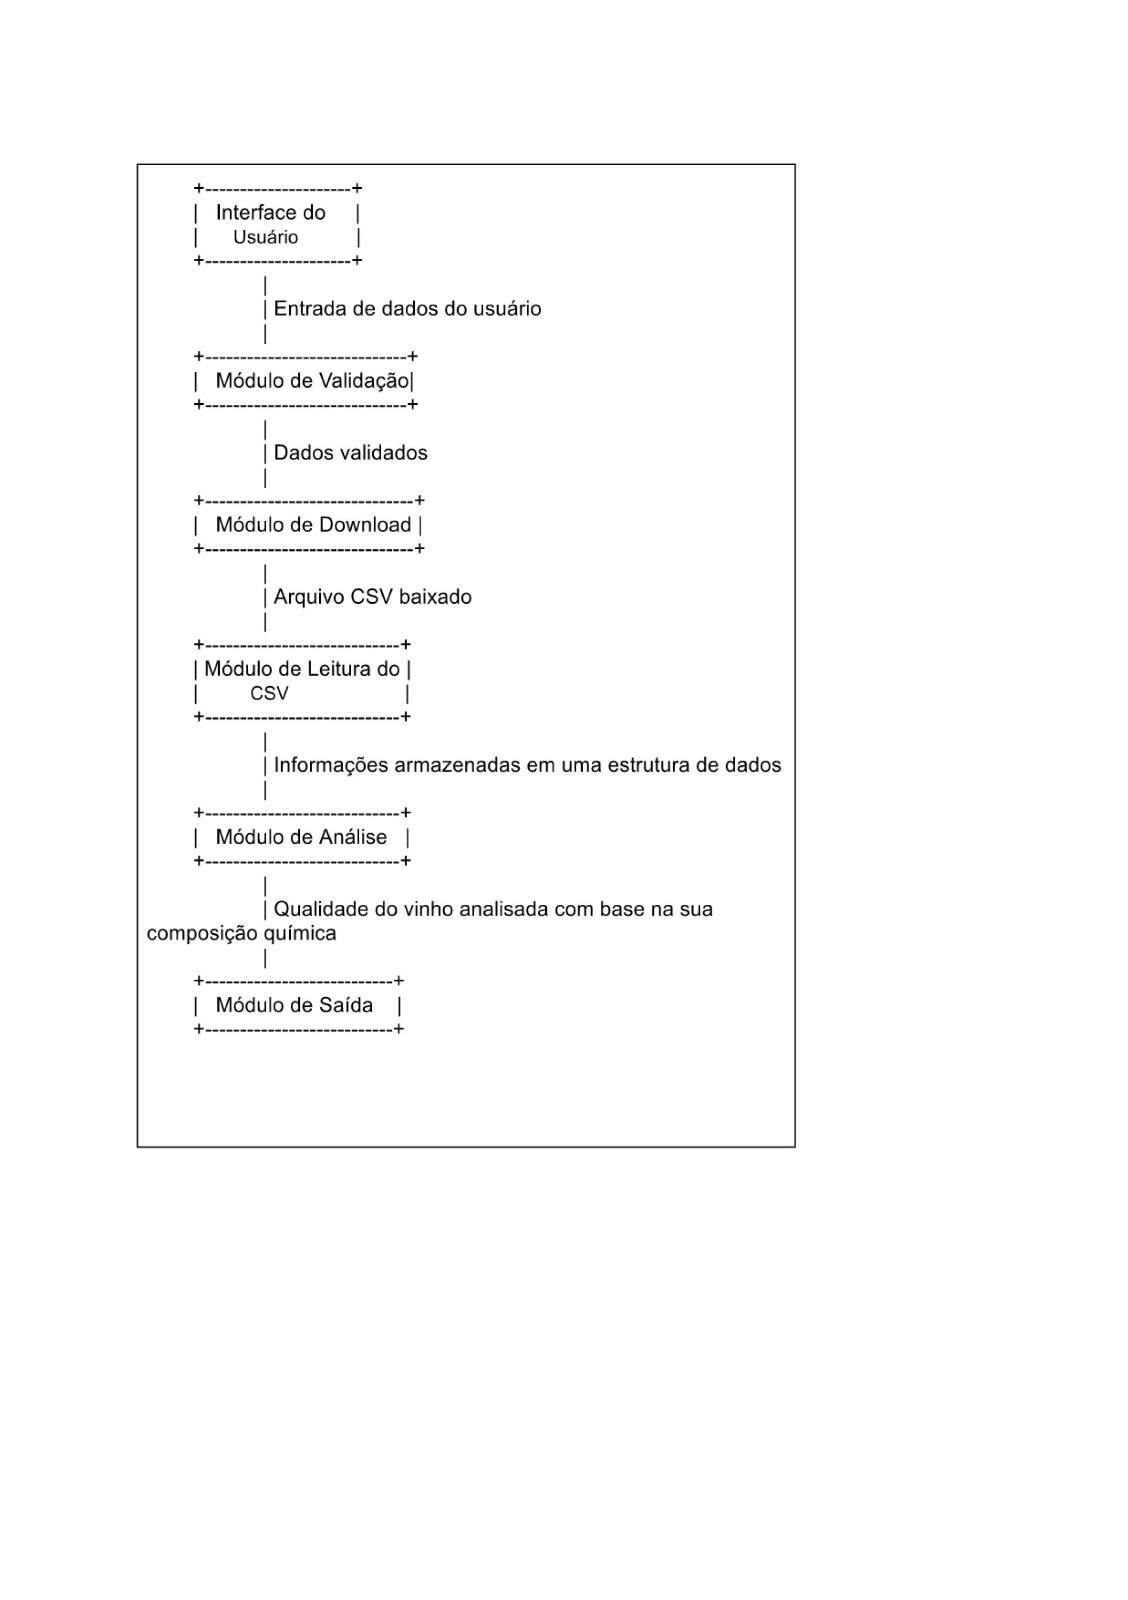 +---------------------+
|   Interface do     |
|      Usuário          |
+---------------------+
|
| Entrada de dados do usuário
|
+-----------------------------+
|   Módulo de Validação|
+-----------------------------+
|
| Dados validados
|
+------------------------------+
|   Módulo de Download |
+------------------------------+
|
| Arquivo CSV baixado
|
+----------------------------+
| Módulo de Leitura do |
|         CSV                    |
+----------------------------+
|
| Informações armazenadas em uma estrutura de dados
|
+----------------------------+
|   Módulo de Análise   |
+----------------------------+
|
| Qualidade do vinho analisada com base na sua
composição química
|
+---------------------------+
|   Módulo de Saída    |
+---------------------------+